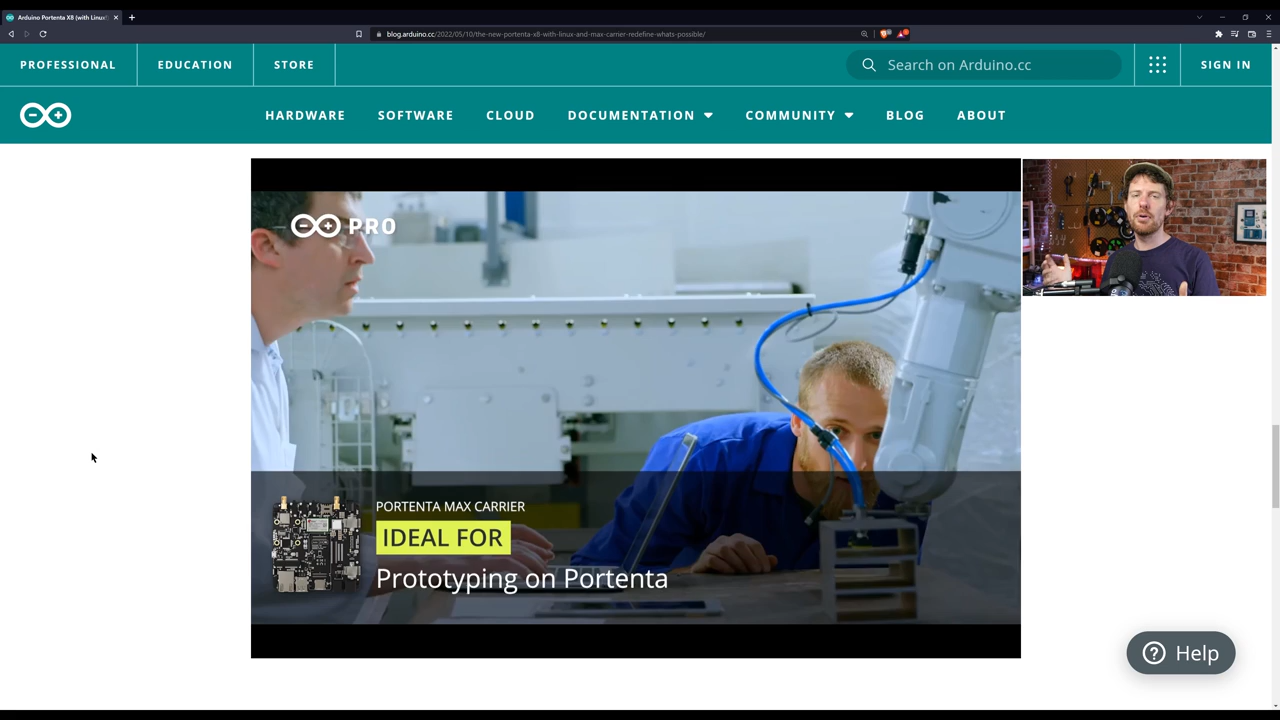 Arduino Portenta X8 (with Linux)
blog.arduino.cc/2022/05/10/the-new-portenta-x8-with-linux-and-max-carrier-redefine-whats-possible/
PROFESSIONAL
EDUCATION
STORE
Search on Arduino.cc
SIGN IN
HARDWARE
SOFTWARE
CLOUD
DOCUMENTATION
COMMUNITY
BLOG
ABOUT
PRO
PORTENTA MAX CARRIER
IDEAL FOR
Prototyping on Portenta
Help